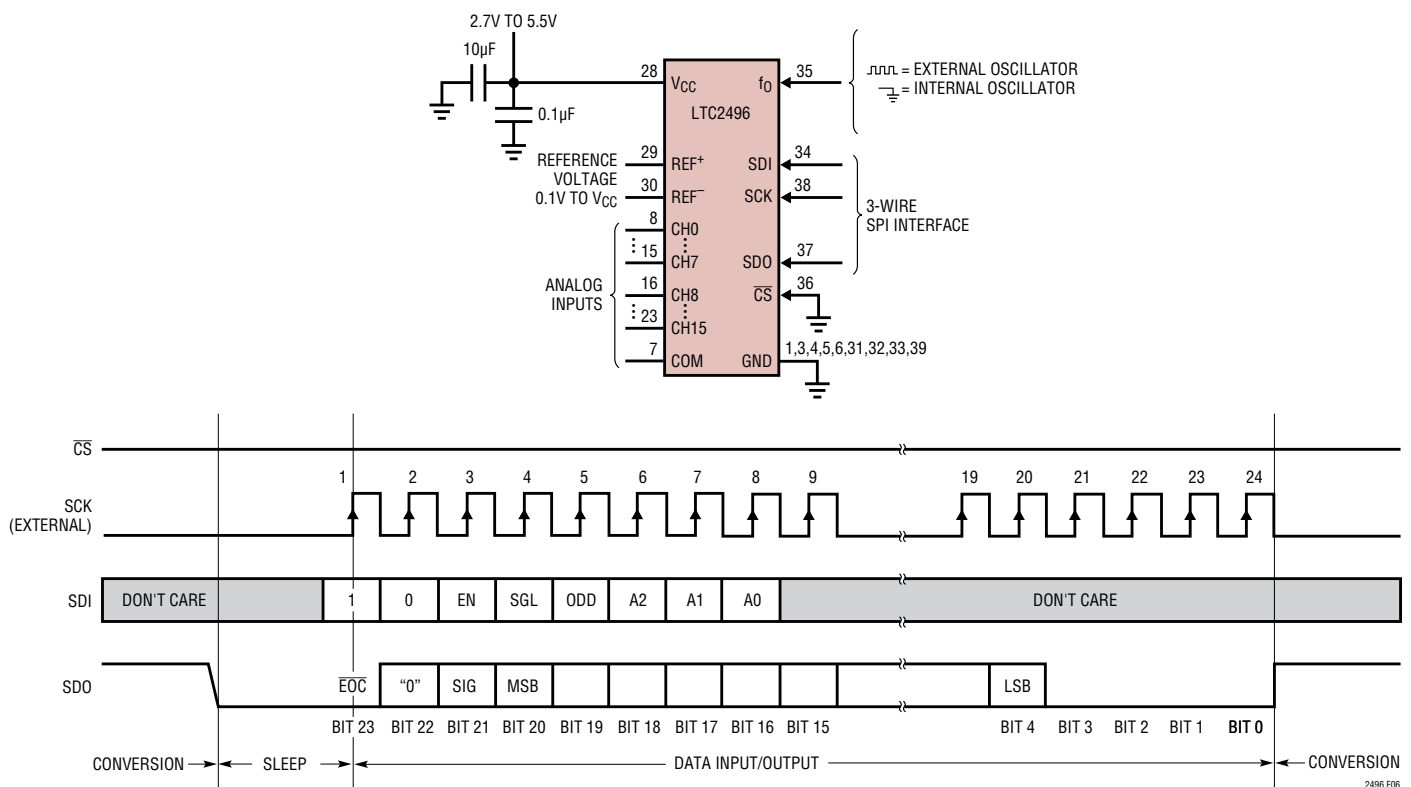 2.7V TO 5.5V
10µF
0.1µF
28
VCC
fO
35
LTC2496
= EXTERNAL OSCILLATOR
= INTERNAL OSCILLATOR
REFERENCE
VOLTAGE
0.1V TO VCC
29
REF+
30
REF−
SDI
34
SCK
38
3-WIRE
SPI INTERFACE
SDO
37
CS
36
ANALOG
INPUTS
8
CH0
15
CH7
16
CH8
23
CH15
7
COM
GND
1,3,4,5,6,31,32,33,39
CS
SCK
(EXTERNAL)
1 2 3 4 5 6 7 8 9 19 20 21 22 23 24
SDI
DON'T CARE 1 0 EN SGL ODD A2 A1 A0 DON'T CARE
SDO
EOC "0" SIG MSB LSB
BIT 23 BIT 22 BIT 21 BIT 20 BIT 19 BIT 18 BIT 17 BIT 16 BIT 15 BIT 4 BIT 3 BIT 2 BIT 1 BIT 0
CONVERSION SLEEP DATA INPUT/OUTPUT CONVERSION
2496 F06